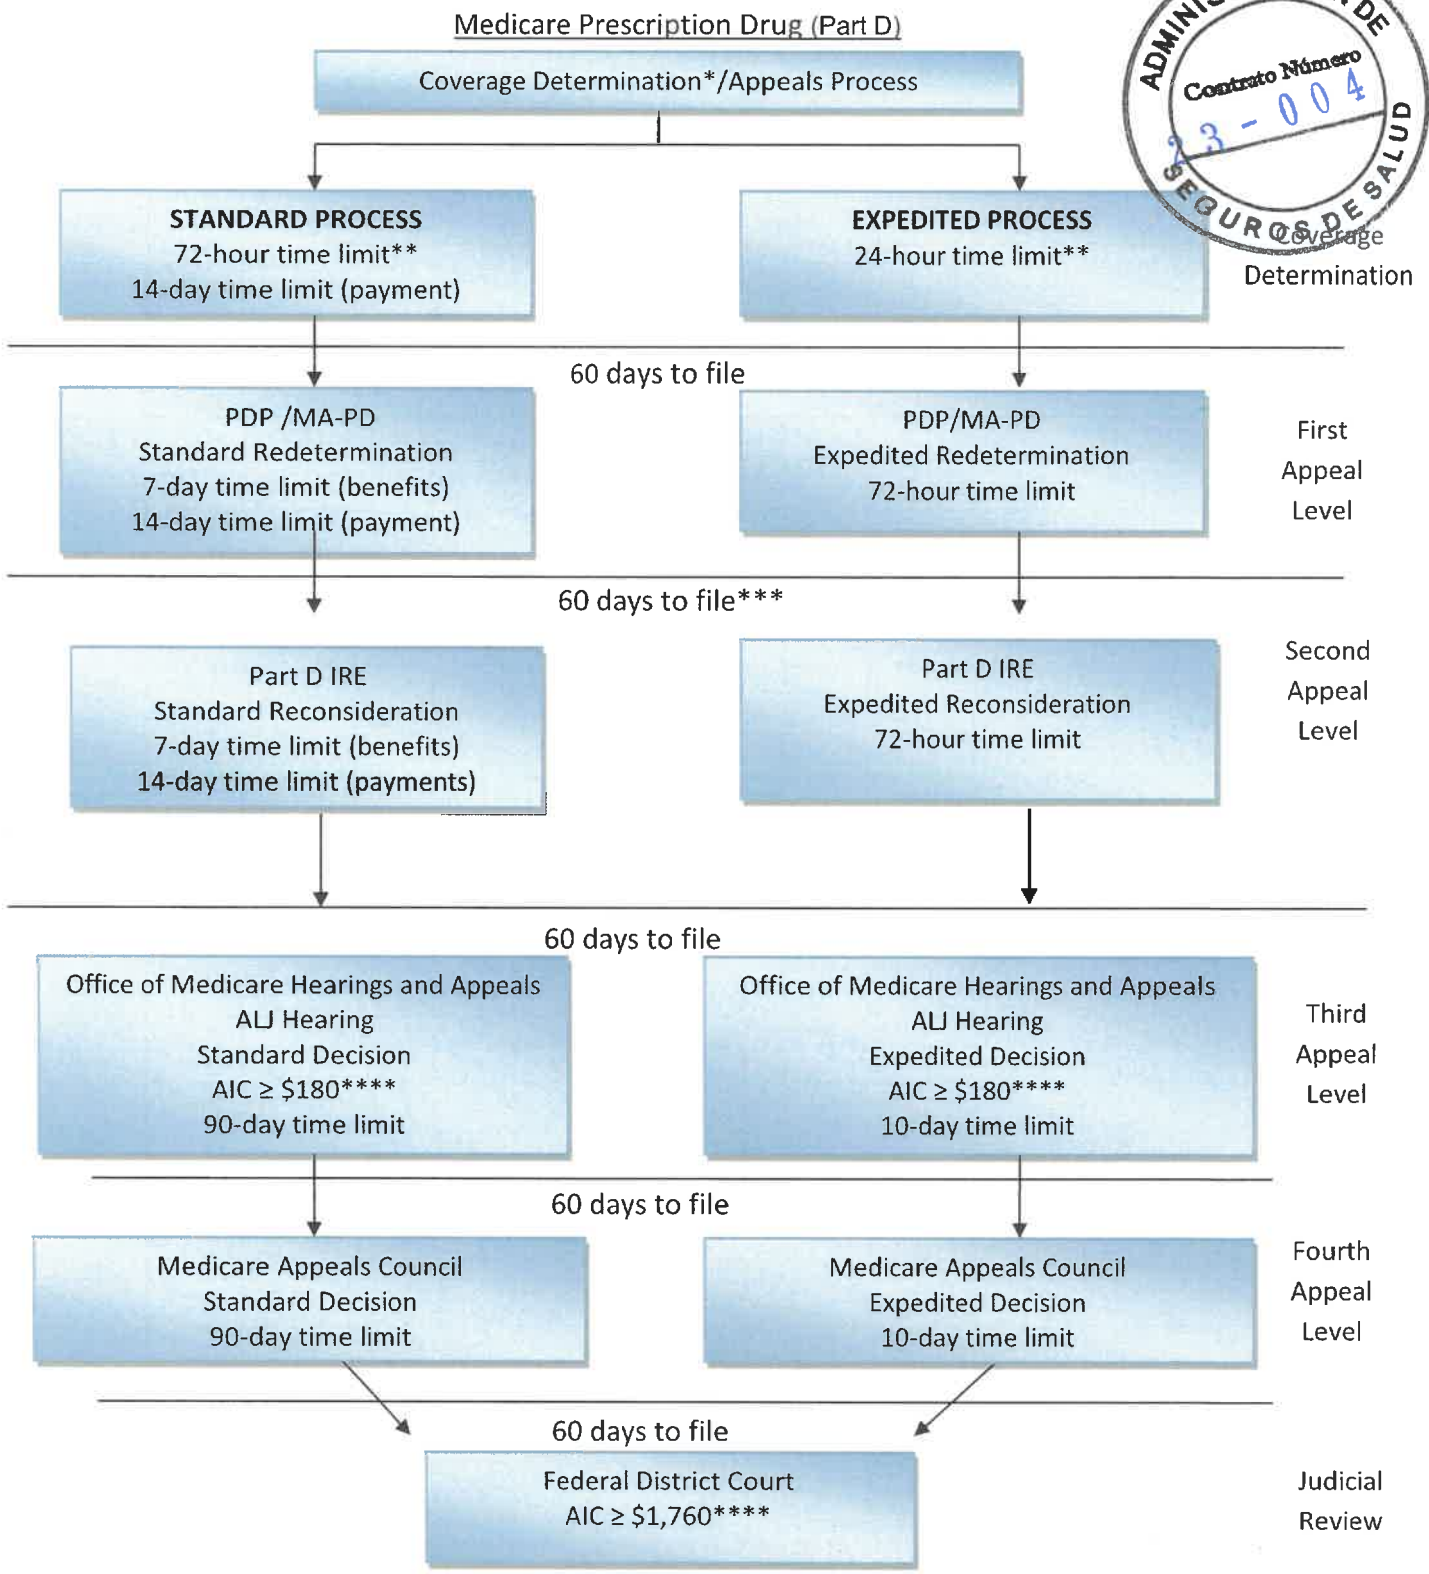 Medicare Prescription Drug (Part D)
Coverage Determination*/Appeals Process
Contrato Número
23-004
SEGUROS DE SALUD
STANDARD PROCESS
72-hour time limit**
14-day time limit (payment)
EXPEDITED PROCESS
24-hour time limit**
Coverage
Determination
60 days to file
PDP /MA-PD
Standard Redetermination
7-day time limit (benefits)
14-day time limit (payment)
PDP/MA-PD
Expedited Redetermination
72-hour time limit
First
Appeal
Level
60 days to file***
Part D IRE
Standard Reconsideration
7-day time limit (benefits)
14-day time limit (payments)
Part D IRE
Expedited Reconsideration
72-hour time limit
Second
Appeal
Level
60 days to file
Office of Medicare Hearings and Appeals
ALJ Hearing
Standard Decision
AIC ≥ $180****
90-day time limit
Office of Medicare Hearings and Appeals
ALJ Hearing
Expedited Decision
AIC ≥ $180****
10-day time limit
Third
Appeal
Level
60 days to file
Medicare Appeals Council
Standard Decision
90-day time limit
Medicare Appeals Council
Expedited Decision
10-day time limit
Fourth
Appeal
Level
60 days to file
Federal District Court
AIC ≥ $1,760****
Judicial
Review